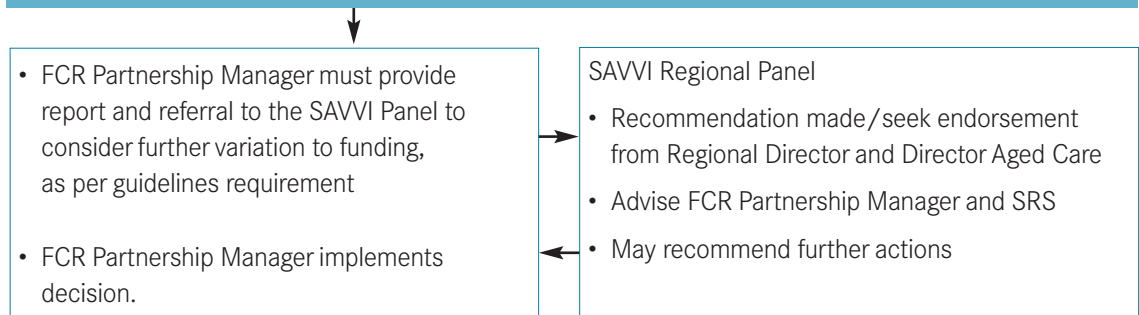 • FCR Partnership Manager must provide
report and referral to the SAVVI Panel to
consider further variation to funding,
as per guidelines requirement
• FCR Partnership Manager implements
decision.
SAVVI Regional Panel
• Recommendation made/seek endorsement
from Regional Director and Director Aged Care
• Advise FCR Partnership Manager and SRS
• May recommend further actions